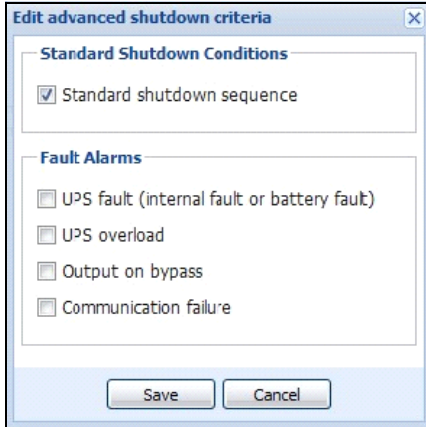 Edit advanced shutdown criteria
Standard Shutdown Conditions
Standard shutdown sequence
Fault Alarms
UPS fault (internal fault or battery fault)
UPS overload
Output on bypass
Communication failure
Save Cancel